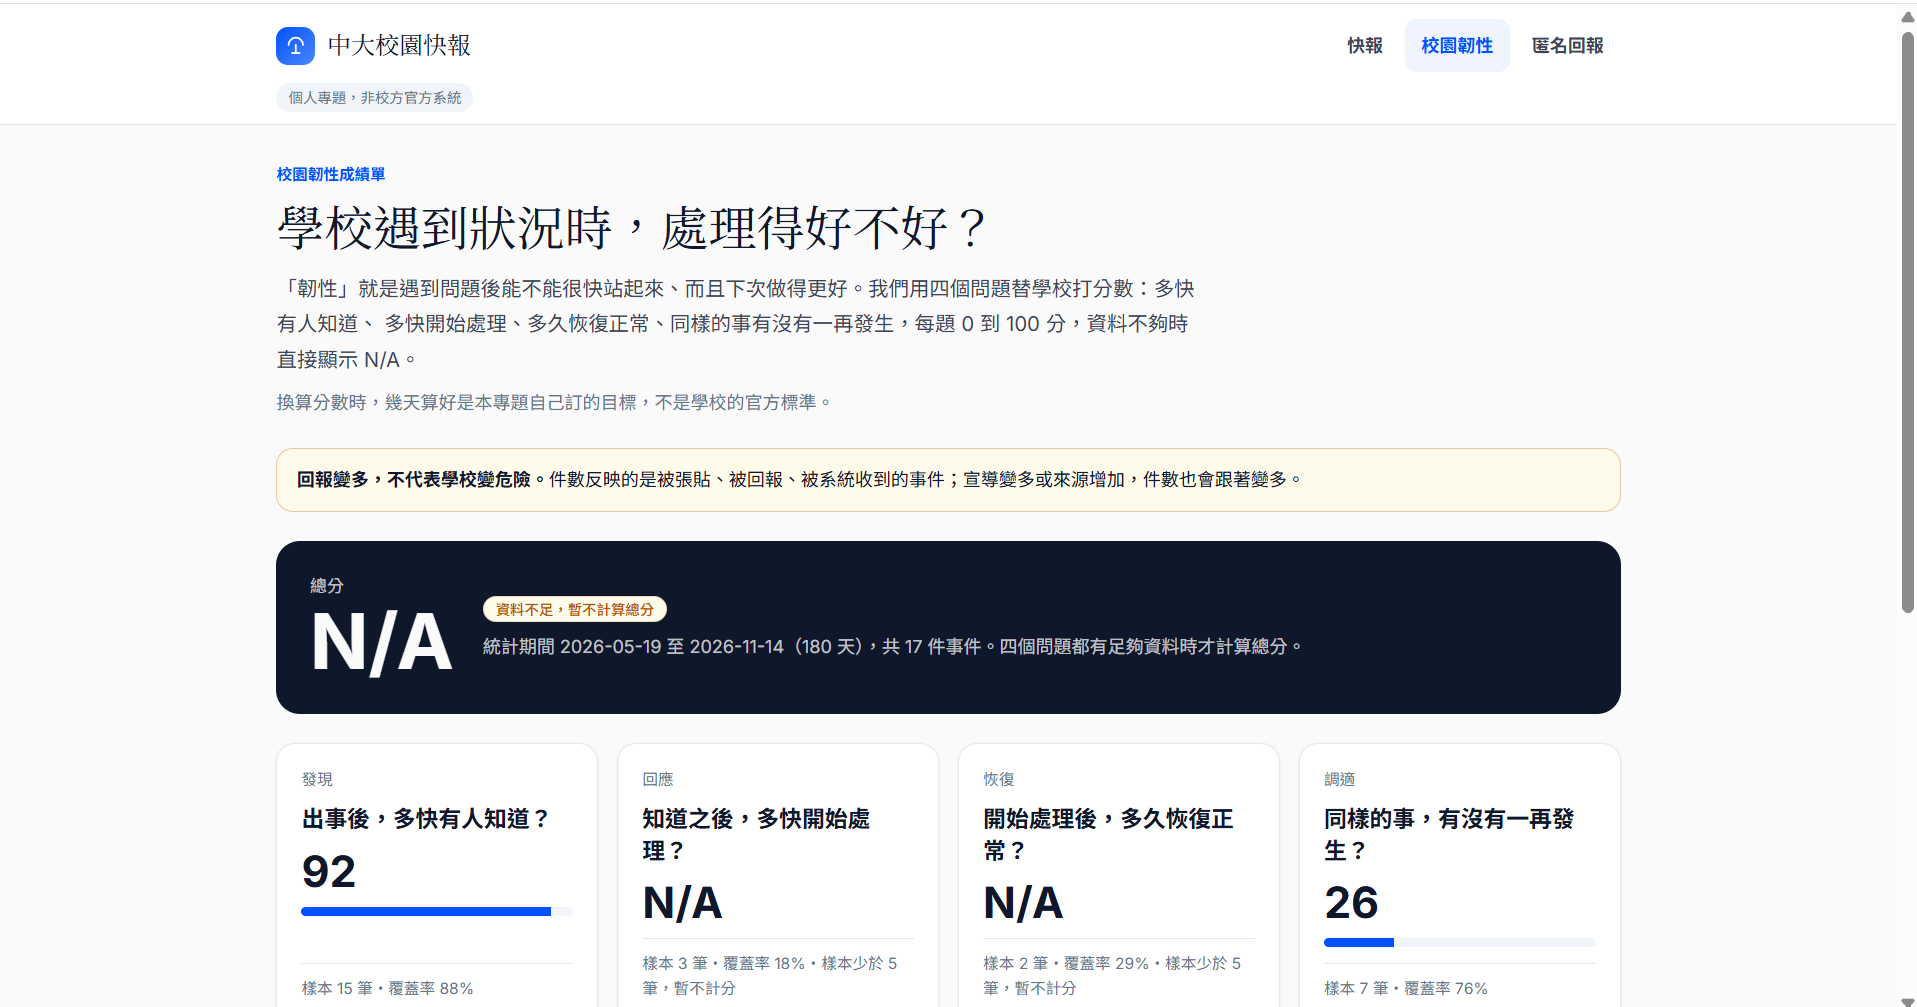 中大校園快報
快報
校園韌性
匿名回報
個人專題，非校方官方系統
校園韌性成績單
學校遇到狀況時，處理得好不好？
「韌性」就是遇到問題後能不能很快站起來、而且下次做得更好。我們用四個問題替學校打分數：多快
有人知道、 多快開始處理、多久恢復正常、同樣的事有沒有一再發生，每題 0 到 100 分，資料不夠時
直接顯示 N/A。
換算分數時，幾天算好是本專題自己訂的目標，不是學校的官方標準。
回報變多，不代表學校變危險。件數反映的是被張貼、被回報、被系統收到的事件；宣導變多或來源增加，件數也會跟著變多。
總分
N/A
資料不足，暫不計算總分
統計期間 2026-05-19 至 2026-11-14（180 天），共 17 件事件。四個問題都有足夠資料時才計算總分。
發現
出事後，多快有人知道？
92
樣本 15 筆・覆蓋率 88%
回應
知道之後，多快開始處
理？
N/A
樣本 3 筆・覆蓋率 18%・樣本少於 5
筆，暫不計分
恢復
開始處理後，多久恢復正
常？
N/A
樣本 2 筆・覆蓋率 29%・樣本少於 5
筆，暫不計分
調適
同樣的事，有沒有一再發
生？
26
樣本 7 筆・覆蓋率 76%